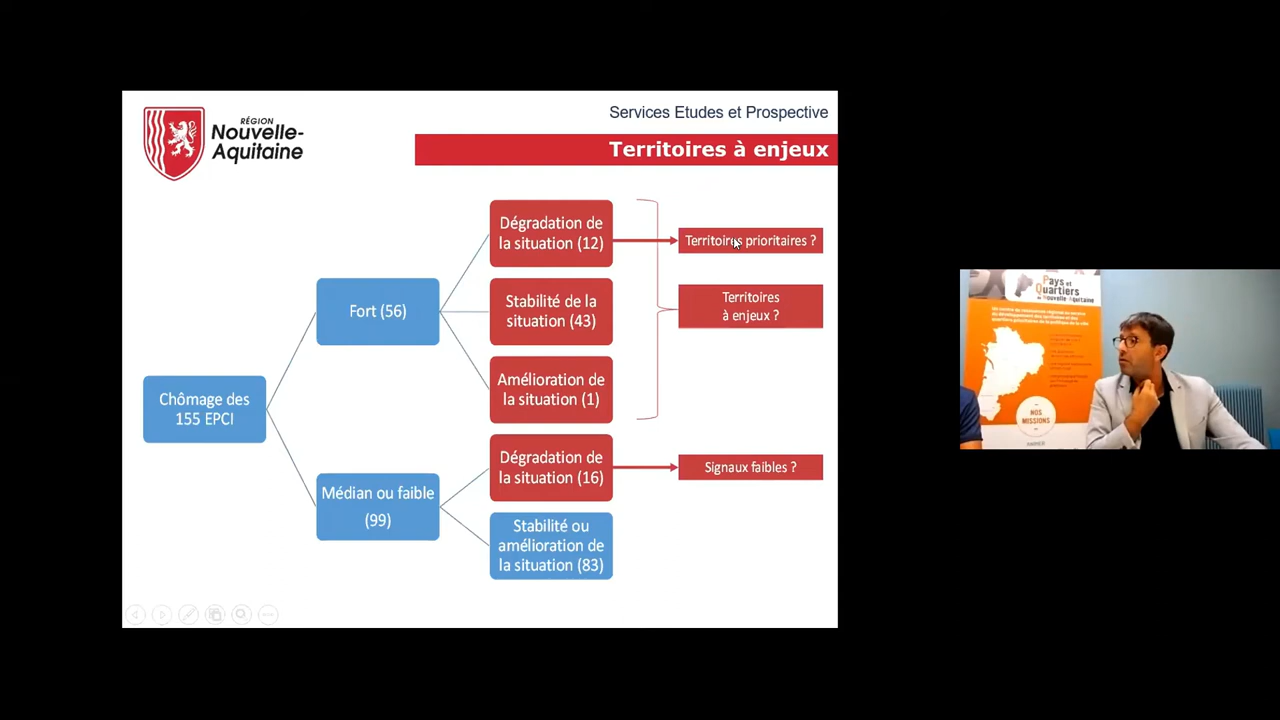 RÉGION
Nouvelle-
Aquitaine
Services Etudes et Prospective
Territoires à enjeux
Chômage des
155 EPCI
Fort (56)
Médian ou faible
(99)
Dégradation de
la situation (12)
Stabilité de la
situation (43)
Amélioration de
la situation (1)
Dégradation de
la situation (16)
Stabilité ou
amélioration de
la situation (83)
Territoires prioritaires ?
Territoires
à enjeux ?
Signaux faibles ?
Pays et
Quartiers
de Nouvelle-Aquitaine
NOS
MISSIONS